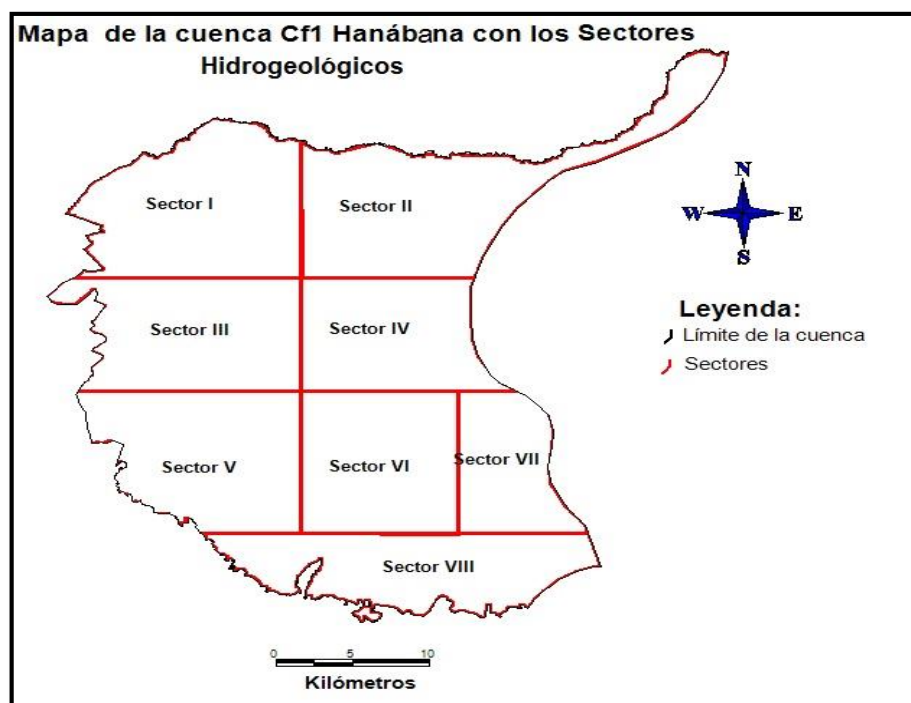 Mapa de la cuenca Cf1 Hanábana con los Sectores
Hidrogeológicos
Sector I
Sector II
N
W E
S
Leyenda:
Límite de la cuenca
Sectores
Sector III
Sector IV
Sector V
Sector VI
Sector VII
Sector VIII
0 5 10
Kilómetros